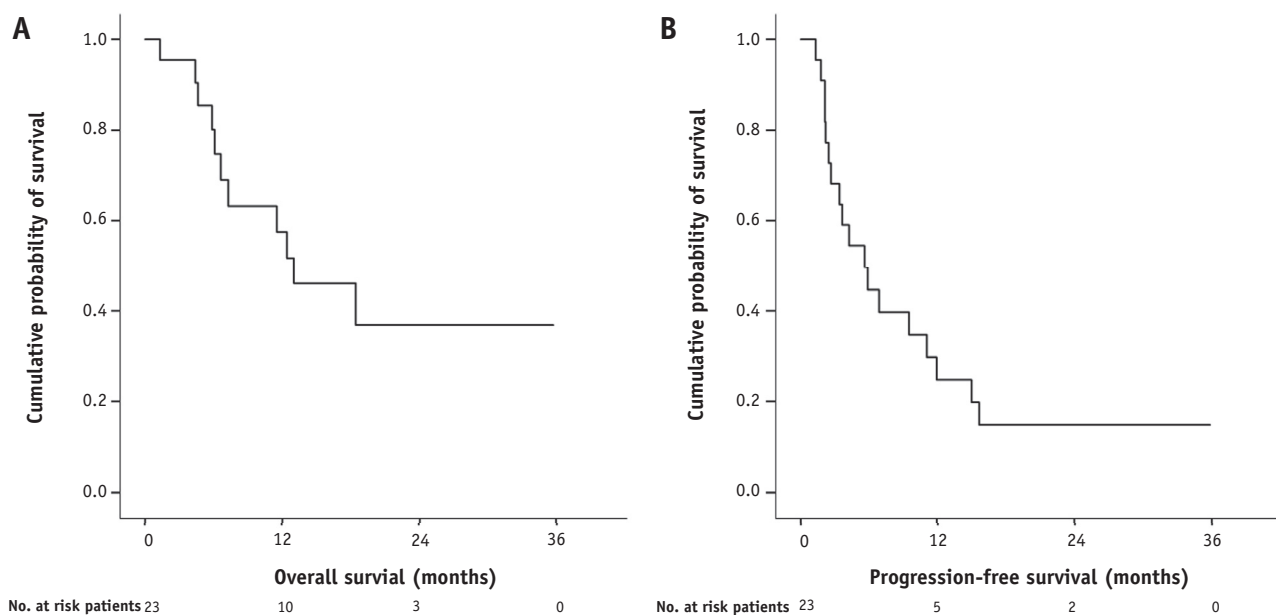 A
1.0
0.8
0.6
0.4
0.2
0.0
Cumulative probability of survival
0 12 24 36
Overall survial (months)
No. at risk patients 23 10 3 0
B
1.0
0.8
0.6
0.4
0.2
0.0
Cumulative probability of survival
0 12 24 36
Progression-free survival (months)
No. at risk patients 23 5 2 0